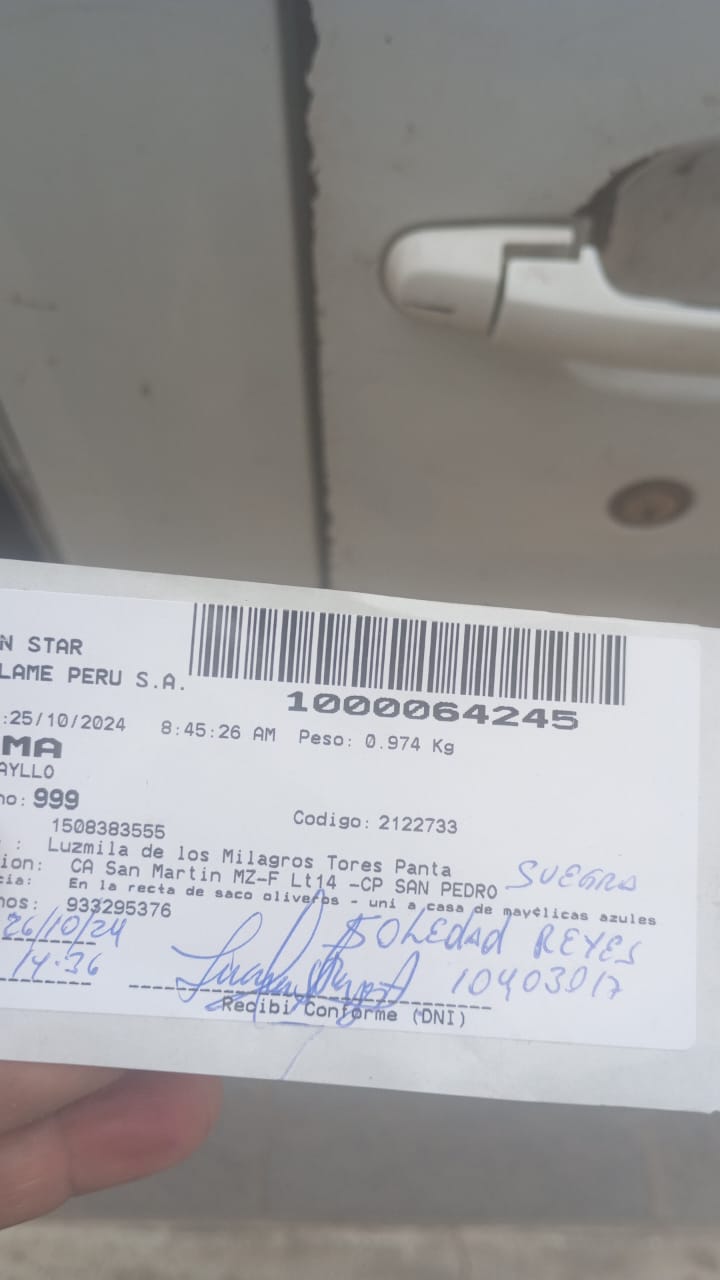 N STAR
LAME PERU S.A.
1000064245
:25/10/2024 8:45:26 AM Peso: 0.974 Kg
MA
AYLLO
no: 999
1508383555 Codigo: 2122733
: Luzmila de los Milagros Tores Panta
ion: CA San Martin MZ-F Lt14 -CP SAN PEDRO SUEGRA
cia: En la recta de saco oliveros - uni a casa de mayólicas azules
nos: 933295376
26/10/24 SOLEDAD REYES
14:36 10403017
Recibi Conforme (DNI)